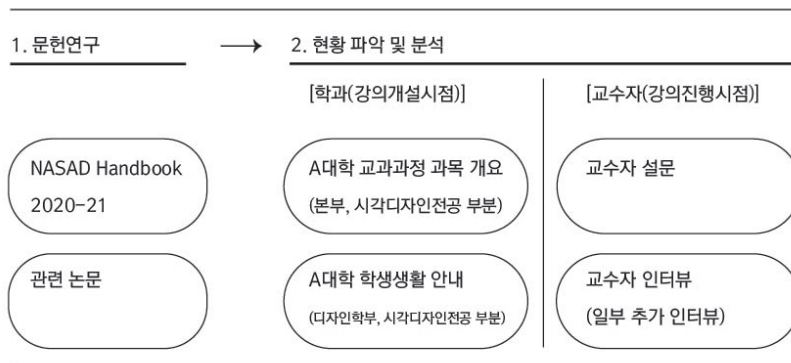 1. 문헌연구 → 2. 현황 파악 및 분석
[학과(강의개설시점)] [교수자(강의진행시점)]
NASAD Handbook
2020-21
A대학 교과과정 과목 개요
(본부, 시각디자인전공 부분)
교수자 설문
관련 논문
A대학 학생생활 안내
(디자인학부, 시각디자인전공 부분)
교수자 인터뷰
(일부 추가 인터뷰)